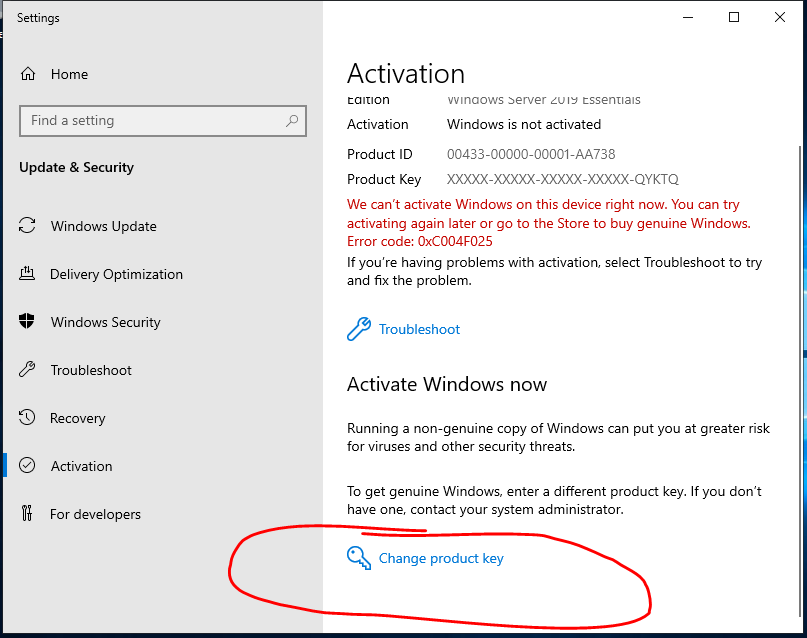 Settings
Home
Find a setting
Update & Security
Windows Update
Delivery Optimization
Windows Security
Troubleshoot
Recovery
Activation
For developers
Activation
Edition Windows Server 2019 Essentials
Activation Windows is not activated
Product ID 00433-00000-00001-AA738
Product Key XXXXX-XXXXX-XXXXX-XXXXX-QYKTQ
We can't activate Windows on this device right now. You can try
activating again later or go to the Store to buy genuine Windows.
Error code: 0xC004F025
If you're having problems with activation, select Troubleshoot to try
and fix the problem.
Troubleshoot
Activate Windows now
Running a non-genuine copy of Windows can put you at greater risk
for viruses and other security threats.
To get genuine Windows, enter a different product key. If you don't
have one, contact your system administrator.
Change product key